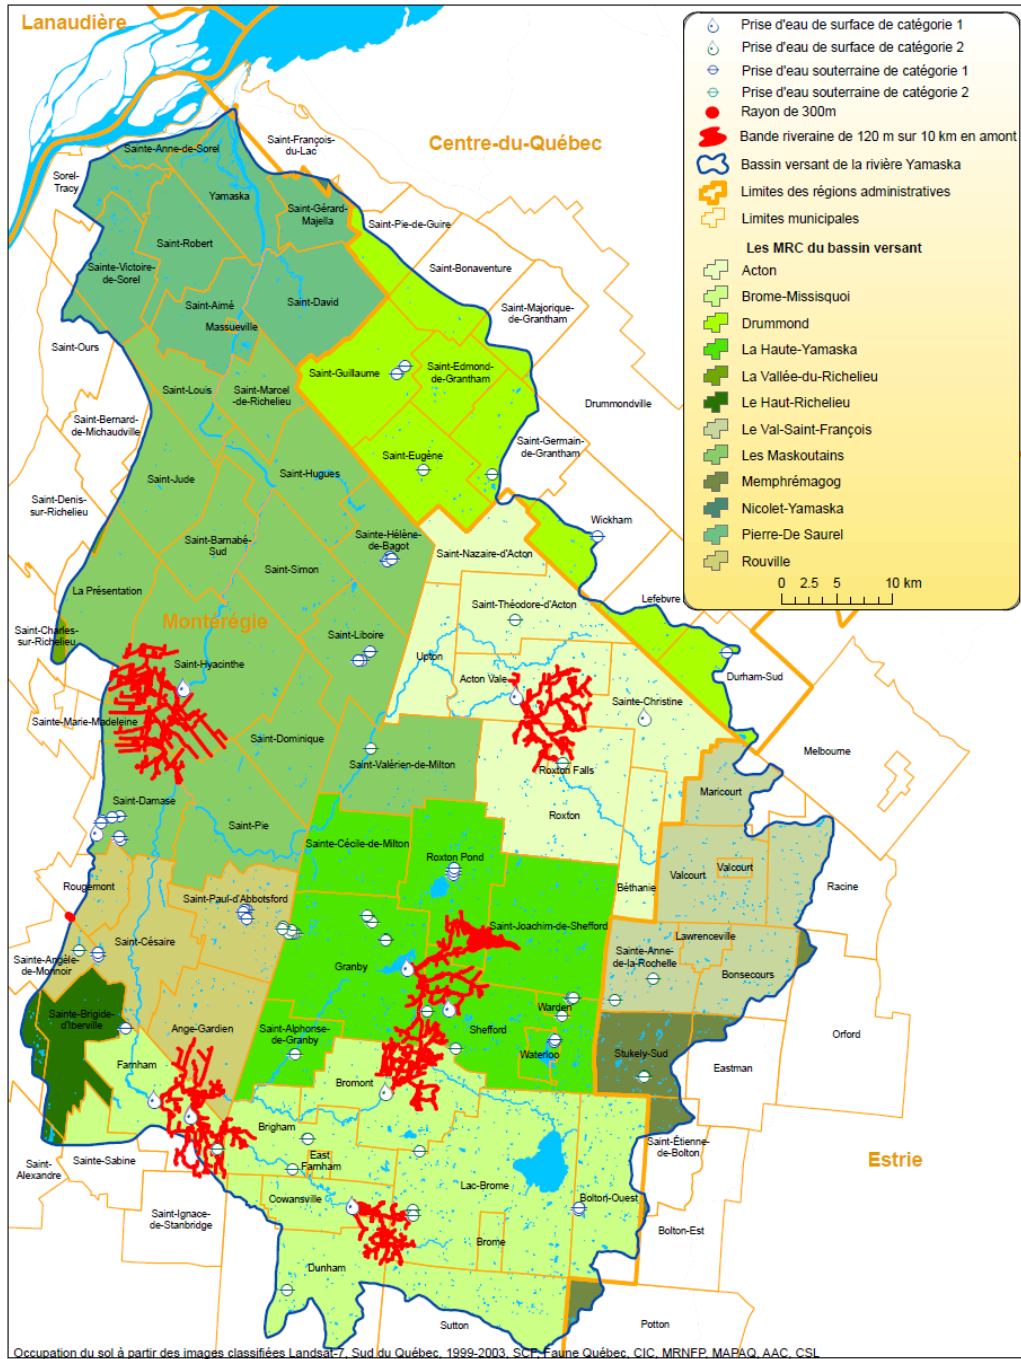 Lanaudière
Centre-du-Québec
Montérégie
Estrie
Prise d'eau de surface de catégorie 1
Prise d'eau de surface de catégorie 2
Prise d'eau souterraine de catégorie 1
Prise d'eau souterraine de catégorie 2
Rayon de 300m
Bande riveraine de 120 m sur 10 km en amont
Bassin versant de la rivière Yamaska
Limites des régions administratives
Limites municipales
Les MRC du bassin versant
Acton
Brome-Missisquoi
Drummond
La Haute-Yamaska
La Vallée-du-Richelieu
Le Haut-Richelieu
Le Val-Saint-François
Les Maskoutains
Memphrémagog
Nicolet-Yamaska
Pierre-De Saurel
Rouville
0 2.5 5 10 km
Sainte-Anne-de-Sorel
Saint-François-
du-Lac
Sorel-
Tracy
Yamaska
Saint-Gérard-
Majella
Saint-Pie-de-Guire
Saint-Robert
Sainte-Victoire-
de-Sorel
Saint-Bonaventure
Saint-Aimé
Saint-David
Massueville
Saint-Majorique-
de-Grantham
Saint-Ours
Saint-Guillaume
Saint-Edmond-
de-Grantham
Saint-Louis
Saint-Marcel
-de-Richelieu
Drummondville
Saint-Bernard-
de-Michaudville
Saint-Germain-
de-Grantham
Saint-Eugène
Saint-Jude
Saint-Hugues
Saint-Denis-
sur-Richelieu
Wickham
Sainte-Hélène-
de-Bagot
Saint-Barnabé-
Sud
Saint-Nazaire-d'Acton
Saint-Simon
La Présentation
Saint-Théodore-d'Acton
Lefebvre
Saint-Charles-
sur-Richelieu
Saint-Liboire
Upton
Saint-Hyacinthe
Acton Vale
Durham-Sud
Sainte-Christine
Sainte-Marie-Madeleine
Saint-Dominique
Melbourne
Saint-Valérien-de-Milton
Roxton Falls
Maricourt
Saint-Damase
Roxton
Saint-Pie
Sainte-Cécile-de-Milton
Roxton Pond
Valcourt
Valcourt
Béthanie
Racine
Rougemont
Saint-Paul-d'Abbotsford
Saint-Joachim-de-Shefford
Lawrenceville
Saint-Césaire
Sainte-Anne-
de-la-Rochelle
Sainte-Angèle-
de-Monnoir
Granby
Bonsecours
Warden
Sainte-Brigide-
d'Iberville
Ange-Gardien
Saint-Alphonse-
de-Granby
Shefford
Orford
Waterloo
Stukely-Sud
Farnham
Eastman
Bromont
Brigham
Saint-Étienne-
de-Bolton
East
Farnham
Sainte-Sabine
Saint-
Alexandre
Lac-Brome
Cowansville
Bolton-Ouest
Saint-Ignace-
de-Stanbridge
Bolton-Est
Brome
Dunham
Sutton
Potton
Occupation du sol à partir des images classifiées Landsat-7, Sud du Québec, 1999-2003, SCF, Faune Québec, CIC, MRNFP, MAPAQ, AAC, CSL